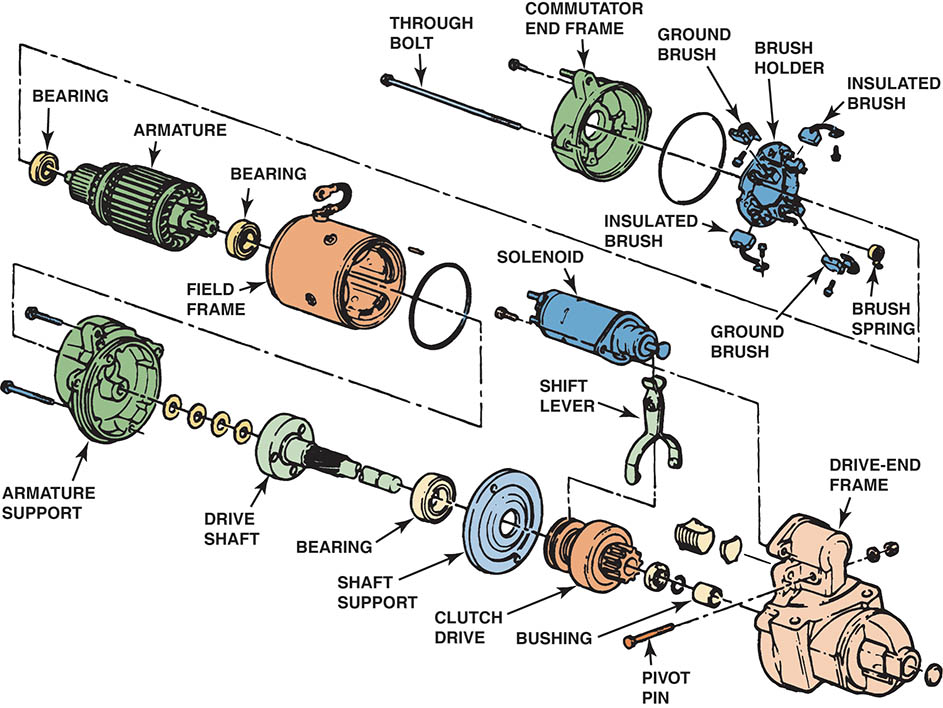 THROUGH
BOLT
COMMUTATOR
END FRAME
GROUND
BRUSH
BRUSH
HOLDER
INSULATED
BRUSH
BEARING
ARMATURE
BEARING
FIELD
FRAME
INSULATED
BRUSH
SOLENOID
GROUND
BRUSH
BRUSH
SPRING
SHIFT
LEVER
ARMATURE
SUPPORT
DRIVE
SHAFT
BEARING
SHAFT
SUPPORT
CLUTCH
DRIVE
BUSHING
PIVOT
PIN
DRIVE-END
FRAME